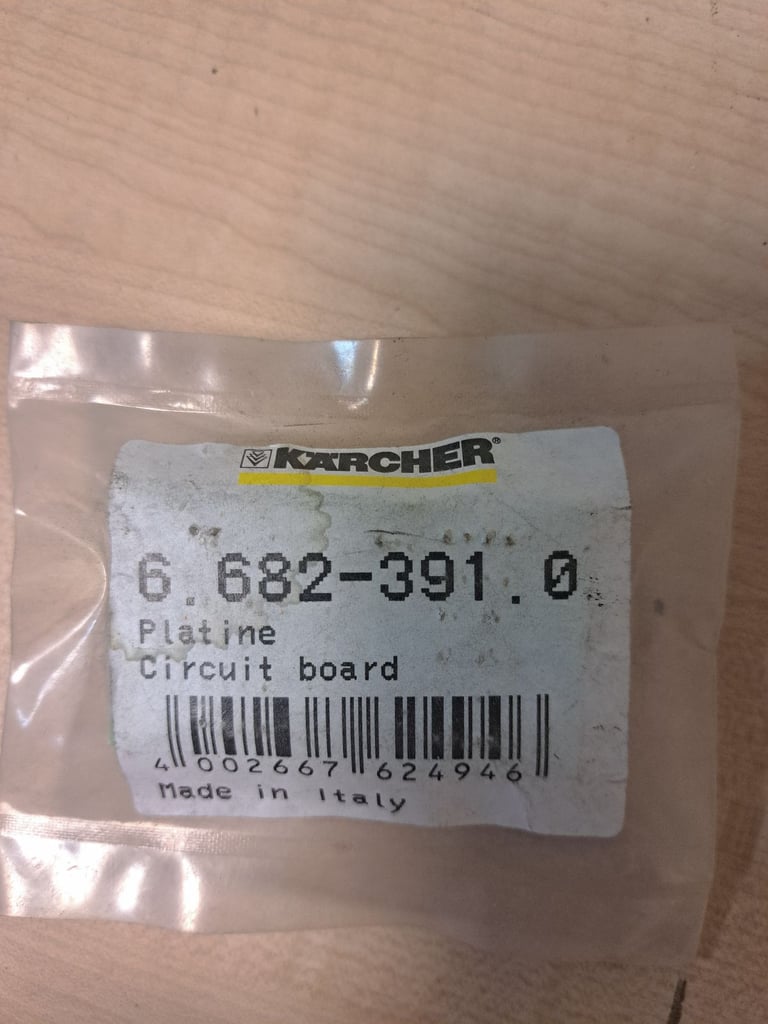 KÄRCHER®
6.682-391.0
Platine
Circuit board
4 002667 624946
Made in Italy